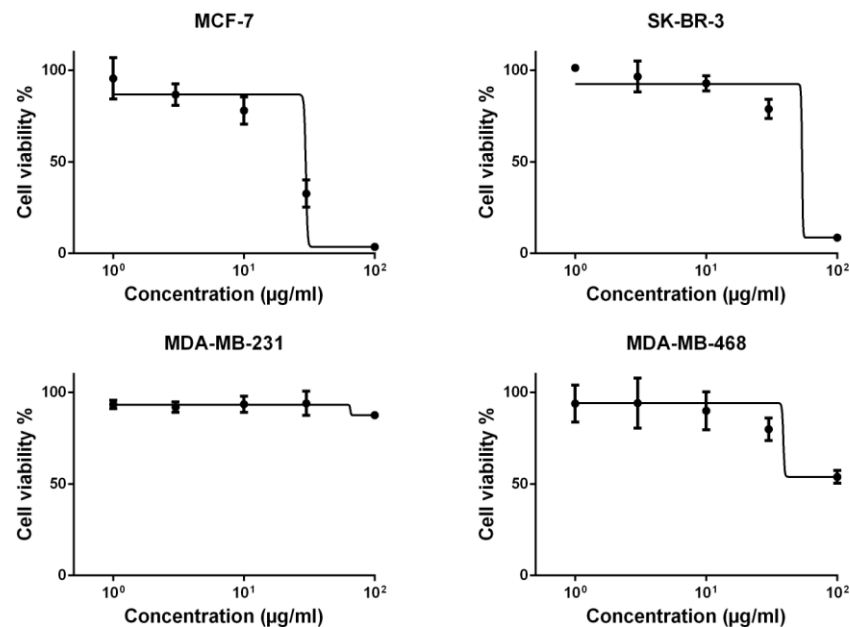 MCF-7
Cell viability %
100
50
0
10⁰
10¹
10²
Concentration (µg/ml)
SK-BR-3
Cell viability %
100
50
0
10⁰
10¹
10²
Concentration (µg/ml)
MDA-MB-231
Cell viability %
100
50
0
10⁰
10¹
10²
Concentration (µg/ml)
MDA-MB-468
Cell viability %
100
50
0
10⁰
10¹
10²
Concentration (µg/ml)